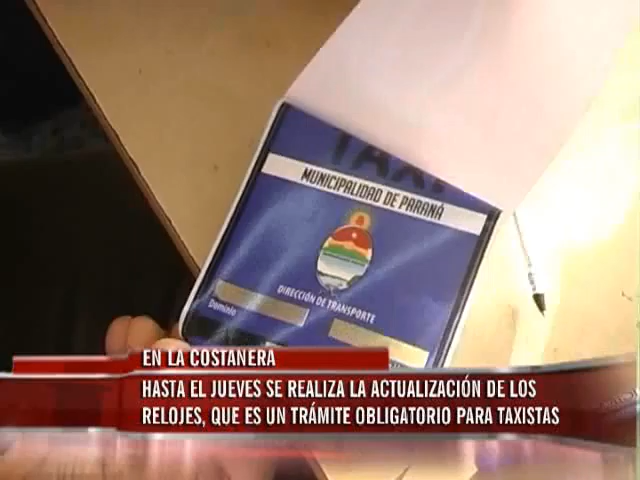 TAXI
MUNICIPALIDAD DE PARANÁ
DIRECCIÓN DE TRANSPORTE
Dominio
EN LA COSTANERA
HASTA EL JUEVES SE REALIZA LA ACTUALIZACIÓN DE LOS
RELOJES, QUE ES UN TRÁMITE OBLIGATORIO PARA TAXISTAS